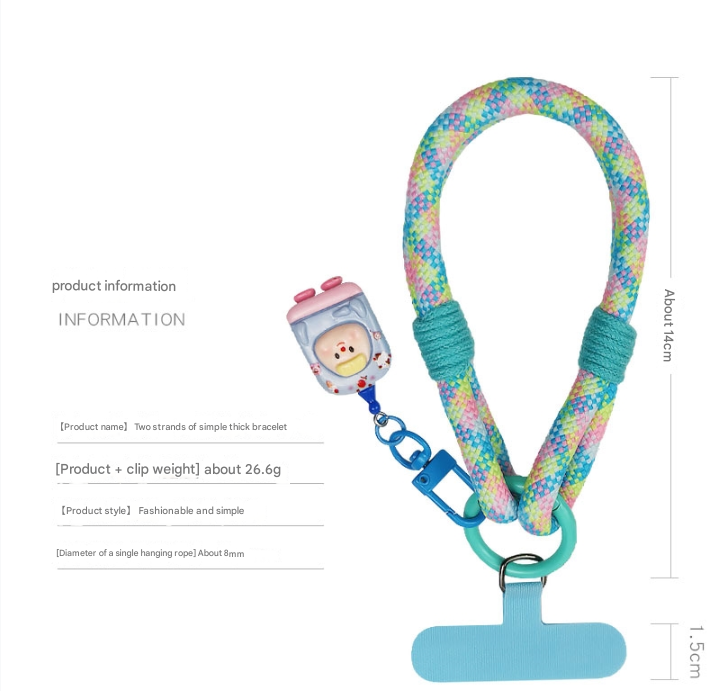 product information
INFORMATION
【Product name】 Two strands of simple thick bracelet
[Product + clip weight] about 26.6g
【Product style】 Fashionable and simple
[Diameter of a single hanging rope] About 8mm
About 14cm
1.5cm